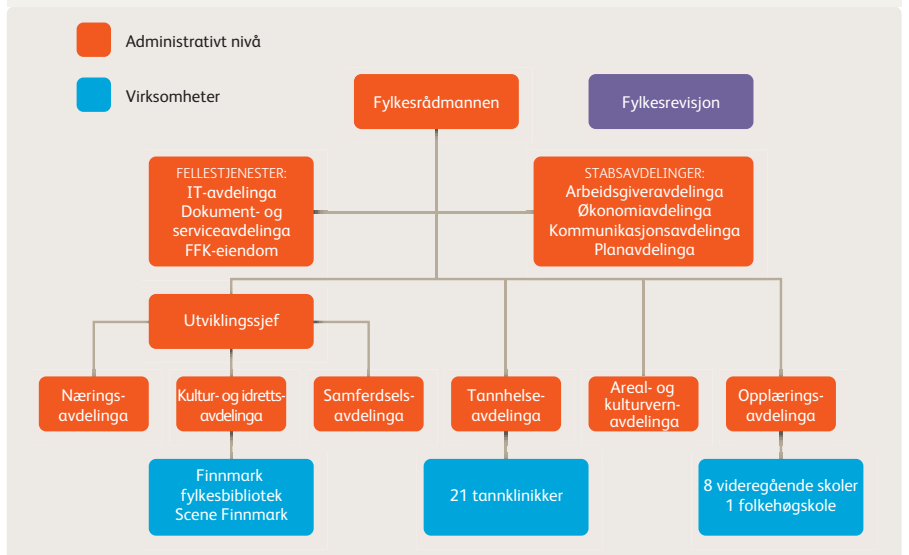 Administrativt nivå
Virksomheter
Fylkesrådmannen
Fylkesrevisjon
FELLESTJENESTER:
IT-avdelinga
Dokument- og
serviceavdelinga
FFK-eiendom
STABSAVDELINGER:
Arbeidsgiveravdelinga
Økonomiavdelinga
Kommunikasjonsavdelinga
Planavdelinga
Utviklingssjef
Nærings-
avdelinga
Kultur- og idretts-
avdelinga
Samferdsels-
avdelinga
Tannhelse-
avdelinga
Areal- og
kulturvern-
avdelinga
Opplærings-
avdelinga
Finnmark
fylkesbibliotek
Scene Finnmark
21 tannklinikker
8 videregående skoler
1 folkehøgskole